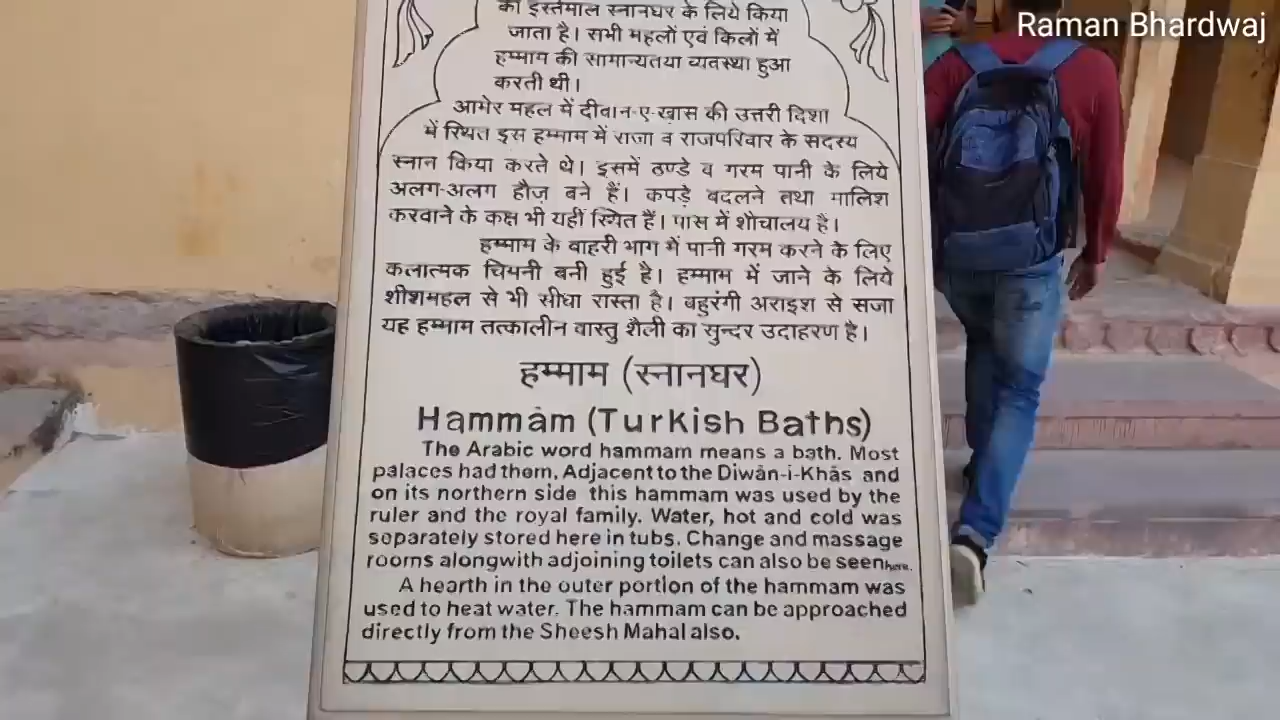 Raman Bhardwaj
का इस्तेमाल स्नानघर के लिये किया
जाता है। सभी महलों एवं किलों में
हम्माम की सामान्यतया व्यवस्था हुआ
करती थी।
आमेर महल में दीवान-ए-खास की उत्तरी दिशा
में स्थित इस हम्माम में राजा व राजपरिवार के सदस्य
स्नान किया करते थे। इसमें ठण्डे व गरम पानी के लिये
अलग-अलग हौज़ बने हैं। कपड़े बदलने तथा मालिश
करवाने के कक्ष भी यहीं स्थित हैं। पास में शौचालय है।
हम्माम के बाहरी भाग में पानी गरम करने के लिए
कलात्मक चिमनी बनी हुई है। हम्माम में जाने के लिये
शीशमहल से भी सीधा रास्ता है। बहुरंगी अराइश से सजा
यह हम्माम तत्कालीन वास्तु शैली का सुन्दर उदाहरण है।
हम्माम (स्नानघर)
Hammām (Turkish Baths)
The Arabic word hammam means a bath. Most
palaces had them. Adjacent to the Diwān-i-Khās and
on its northern side this hammam was used by the
ruler and the royal family. Water, hot and cold was
separately stored here in tubs. Change and massage
rooms alongwith adjoining toilets can also be seen here.
A hearth in the outer portion of the hammam was
used to heat water. The hammam can be approached
directly from the Sheesh Mahal also.